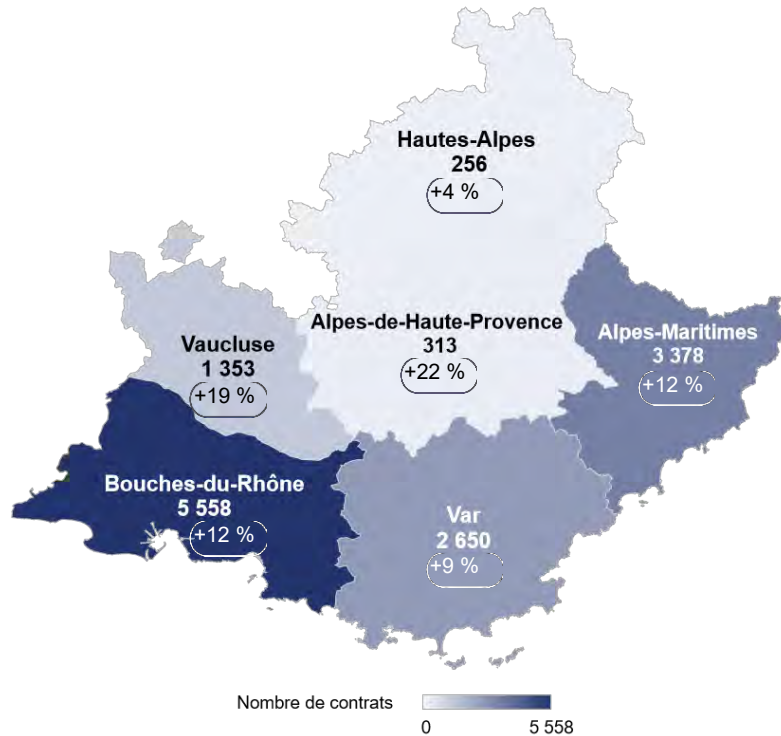 Hautes-Alpes
256
+4 %
Alpes-de-Haute-Provence
313
+22 %
Alpes-Maritimes
3 378
+12 %
Vaucluse
1 353
+19 %
Bouches-du-Rhône
5 558
+12 %
Var
2 650
+9 %
Nombre de contrats
0 5 558